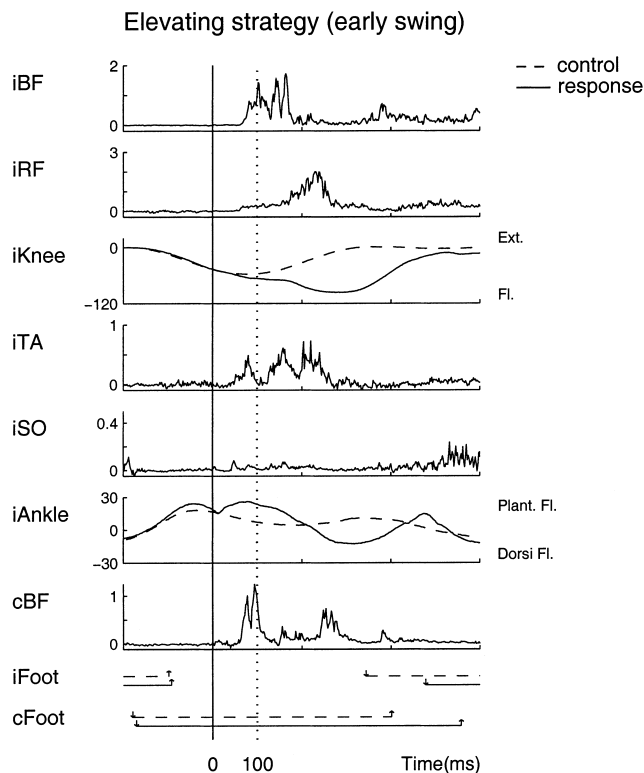 Elevating strategy (early swing)
control
response
iBF
2
0
iRF
3
0
iKnee
0
−120
Ext.
Fl.
iTA
1
0
iSO
0.4
0
iAnkle
30
0
−30
Plant. Fl.
Dorsi Fl.
cBF
1
0
iFoot
cFoot
0 100 Time(ms)